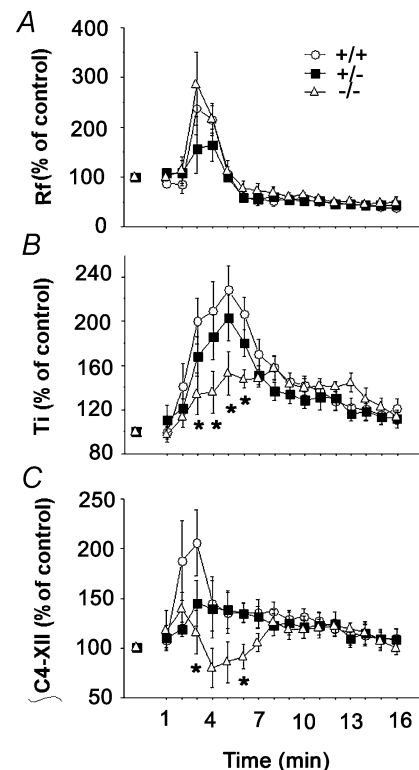 A
400
300
200
100
0
Rf(% of control)
+/+
+/-
-/-
B
240
200
160
120
80
Ti (% of control)
* * * *
C
250
200
150
100
50
∫ C4-XII (% of control)
* *
1 4 7 10 13 16
Time (min)